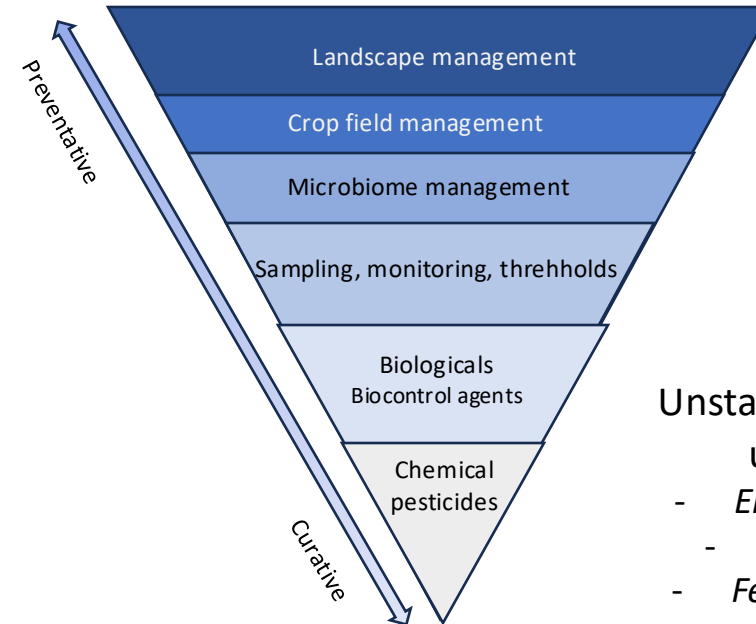 Preventative
Landscape management
Crop field management
Microbiome management
Sampling, monitoring, threhholds
Biologicals
Biocontrol agents
Chemical
pesticides
Curative
-
-
-